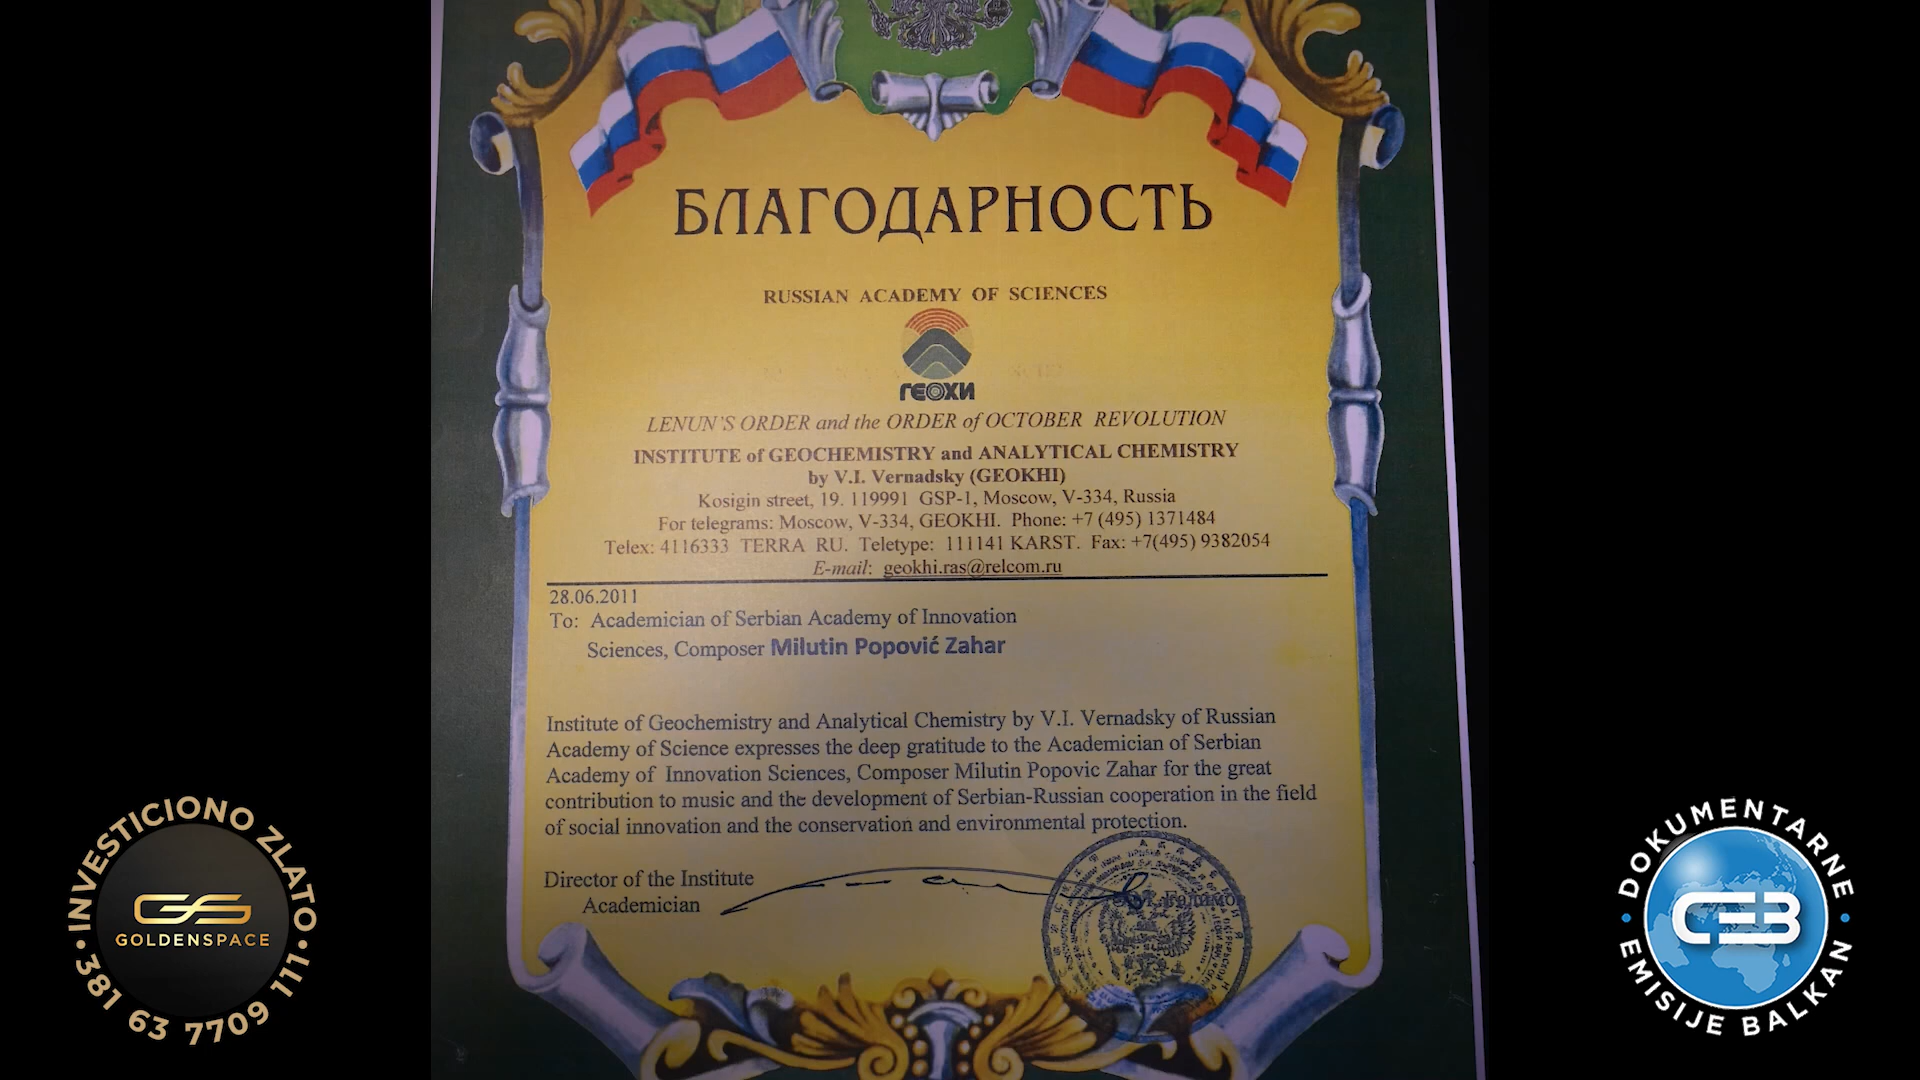 БЛАГОДАРНОСТЬ
RUSSIAN ACADEMY OF SCIENCES
ГЕОХИ
LENUN'S ORDER and the ORDER of OCTOBER REVOLUTION
INSTITUTE of GEOCHEMISTRY and ANALYTICAL CHEMISTRY
by V.I. Vernadsky (GEOKHI)
Kosigin street, 19. 119991 GSP-1, Moscow, V-334, Russia
For telegrams: Moscow, V-334, GEOKHI. Phone: +7 (495) 1371484
Telex: 4116333 TERRA RU. Teletype: 111141 KARST. Fax: +7(495) 9382054
E-mail: geokhi.ras@relcom.ru
28.06.2011
To: Academician of Serbian Academy of Innovation
Sciences, Composer Milutin Popović Zahar
Institute of Geochemistry and Analytical Chemistry by V.I. Vernadsky of Russian
Academy of Science expresses the deep gratitude to the Academician of Serbian
Academy of Innovation Sciences, Composer Milutin Popovic Zahar for the great
contribution to music and the development of Serbian-Russian cooperation in the field
of social innovation and the conservation and environmental protection.
Director of the Institute
Academician
INVESTICIONO ZLATO
GS
GOLDENSPACE
381 63 7709 111
DOKUMENTARNE
CEB
EMISIJE BALKAN